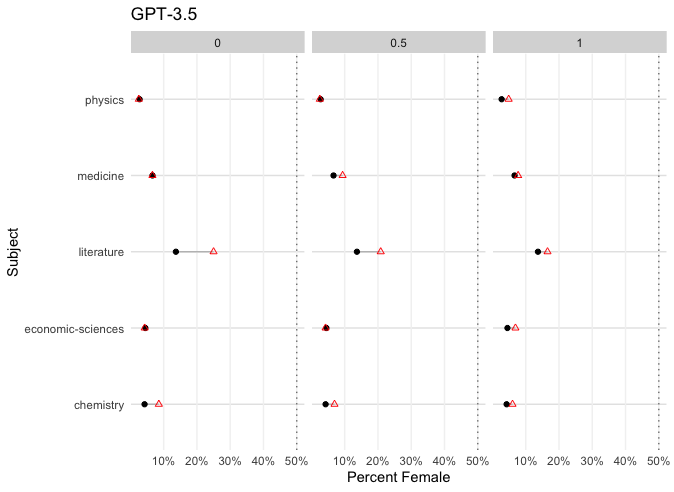 GPT-3.5
0 0.5 1
physics
medicine
literature
economic-sciences
chemistry
Subject
10% 20% 30% 40% 50% 10% 20% 30% 40% 50% 10% 20% 30% 40% 50%
Percent Female